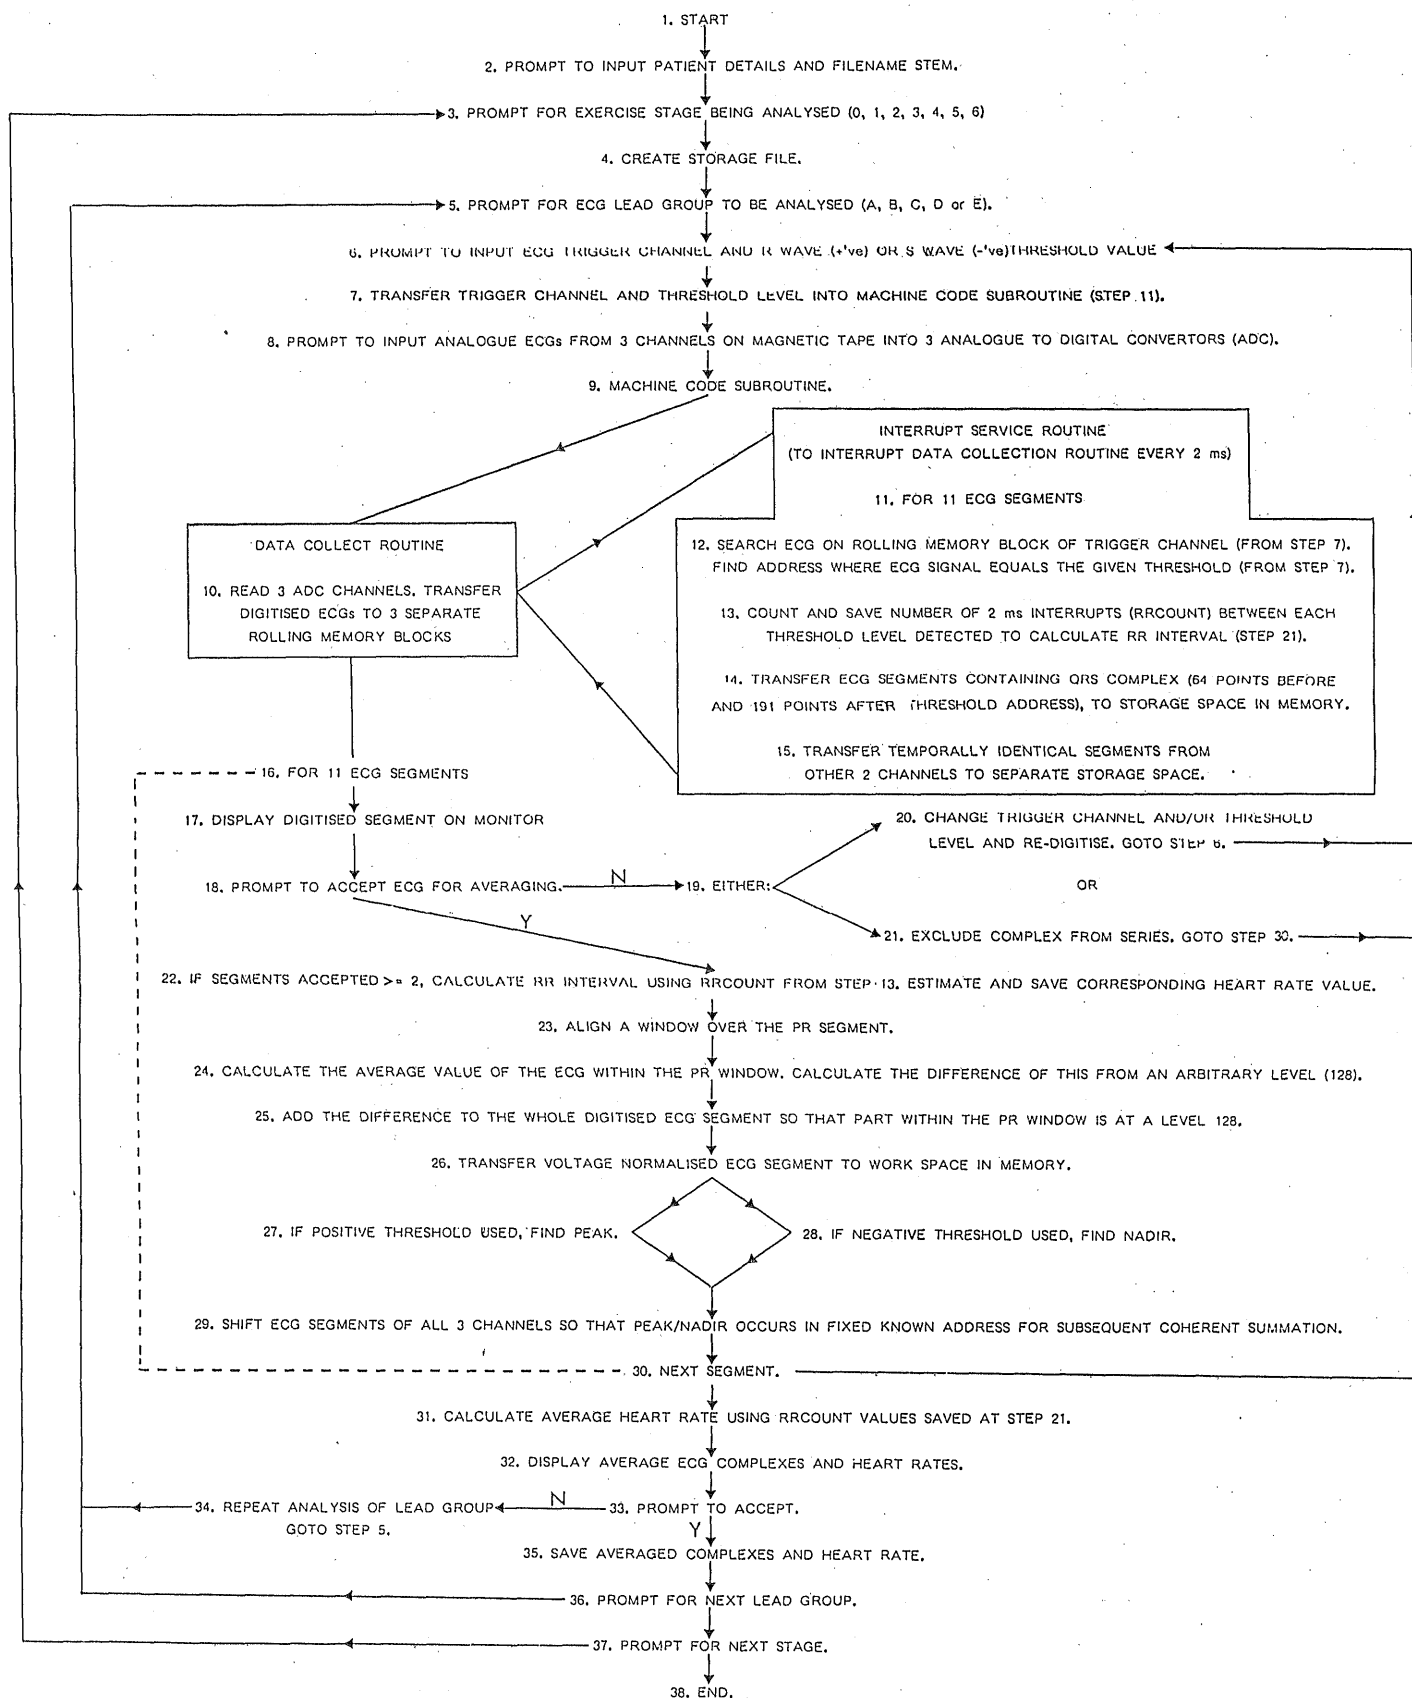 1. START
2. PROMPT TO INPUT PATIENT DETAILS AND FILENAME STEM.
3. PROMPT FOR EXERCISE STAGE BEING ANALYSED (0, 1, 2, 3, 4, 5, 6)
4. CREATE STORAGE FILE.
5. PROMPT FOR ECG LEAD GROUP TO BE ANALYSED (A, B, C, D or E).
6. PROMPT TO INPUT ECG TRIGGER CHANNEL AND R WAVE (+'ve) OR S WAVE (-'ve)THRESHOLD VALUE
7. TRANSFER TRIGGER CHANNEL AND THRESHOLD LEVEL INTO MACHINE CODE SUBROUTINE (STEP 11).
8. PROMPT TO INPUT ANALOGUE ECGs FROM 3 CHANNELS ON MAGNETIC TAPE INTO 3 ANALOGUE TO DIGITAL CONVERTORS (ADC).
9. MACHINE CODE SUBROUTINE.
INTERRUPT SERVICE ROUTINE
(TO INTERRUPT DATA COLLECTION ROUTINE EVERY 2 ms)
11. FOR 11 ECG SEGMENTS
DATA COLLECT ROUTINE
10. READ 3 ADC CHANNELS. TRANSFER
DIGITISED ECGs TO 3 SEPARATE
ROLLING MEMORY BLOCKS
12. SEARCH ECG ON ROLLING MEMORY BLOCK OF TRIGGER CHANNEL (FROM STEP 7).
FIND ADDRESS WHERE ECG SIGNAL EQUALS THE GIVEN THRESHOLD (FROM STEP 7).
13. COUNT AND SAVE NUMBER OF 2 ms INTERRUPTS (RRCOUNT) BETWEEN EACH
THRESHOLD LEVEL DETECTED TO CALCULATE RR INTERVAL (STEP 21).
14. TRANSFER ECG SEGMENTS CONTAINING QRS COMPLEX (64 POINTS BEFORE
AND 191 POINTS AFTER THRESHOLD ADDRESS), TO STORAGE SPACE IN MEMORY.
15. TRANSFER TEMPORALLY IDENTICAL SEGMENTS FROM
OTHER 2 CHANNELS TO SEPARATE STORAGE SPACE.
16. FOR 11 ECG SEGMENTS
17. DISPLAY DIGITISED SEGMENT ON MONITOR
20. CHANGE TRIGGER CHANNEL AND/OR THRESHOLD
LEVEL AND RE-DIGITISE. GOTO STEP 6.
18. PROMPT TO ACCEPT ECG FOR AVERAGING.
N
19. EITHER:
OR
Y
21. EXCLUDE COMPLEX FROM SERIES. GOTO STEP 30.
22. IF SEGMENTS ACCEPTED >= 2, CALCULATE RR INTERVAL USING RRCOUNT FROM STEP 13. ESTIMATE AND SAVE CORRESPONDING HEART RATE VALUE.
23. ALIGN A WINDOW OVER THE PR SEGMENT.
24. CALCULATE THE AVERAGE VALUE OF THE ECG WITHIN THE PR WINDOW. CALCULATE THE DIFFERENCE OF THIS FROM AN ARBITRARY LEVEL (128).
25. ADD THE DIFFERENCE TO THE WHOLE DIGITISED ECG SEGMENT SO THAT PART WITHIN THE PR WINDOW IS AT A LEVEL 128.
26. TRANSFER VOLTAGE NORMALISED ECG SEGMENT TO WORK SPACE IN MEMORY.
27. IF POSITIVE THRESHOLD USED, FIND PEAK.
28. IF NEGATIVE THRESHOLD USED, FIND NADIR.
29. SHIFT ECG SEGMENTS OF ALL 3 CHANNELS SO THAT PEAK/NADIR OCCURS IN FIXED KNOWN ADDRESS FOR SUBSEQUENT COHERENT SUMMATION.
30. NEXT SEGMENT.
31. CALCULATE AVERAGE HEART RATE USING RRCOUNT VALUES SAVED AT STEP 21.
32. DISPLAY AVERAGE ECG COMPLEXES AND HEART RATES.
34. REPEAT ANALYSIS OF LEAD GROUP
GOTO STEP 5.
N
33. PROMPT TO ACCEPT.
Y
35. SAVE AVERAGED COMPLEXES AND HEART RATE.
36. PROMPT FOR NEXT LEAD GROUP.
37. PROMPT FOR NEXT STAGE.
38. END.